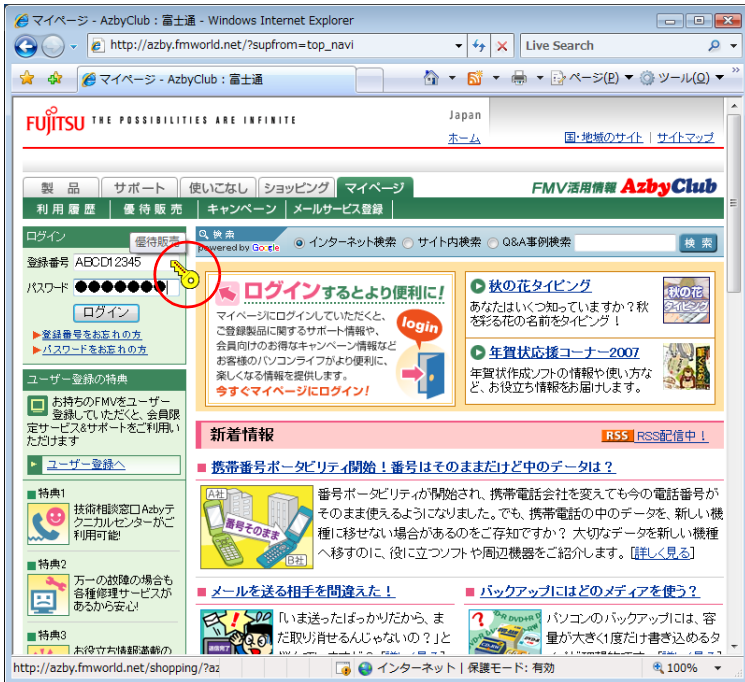 マイページ - AzbyClub : 富士通 - Windows Internet Explorer
http://azby.fmworld.net/?supfrom=top_navi
Live Search
マイページ - AzbyClub : 富士通
ページ(P)
ツール(O)
FUJITSU THE POSSIBILITIES ARE INFINITE
Japan
ホーム
国・地域のサイト | サイトマップ
製 品
サポート
使いこなし
ショッピング
マイページ
FMV活用情報 AzbyClub
利用履歴
優待販売
キャンペーン
メールサービス登録
ログイン
優待販売
検索
powered by Google
インターネット検索
サイト内検索
Q&A事例検索
検 索
登録番号 ABCD12345
パスワード ●●●●●●●
ログイン
▶登録番号をお忘れの方
▶パスワードをお忘れの方
ログインするとより便利に!
マイページにログインしていただくと、
ご登録製品に関するサポート情報や、
会員向けのお得なキャンペーン情報など
お客様のパソコンライフがより便利に、
楽しくなる情報を提供します。
今すぐマイページにログイン!
login
秋の花タイピング
あなたはいくつ知っていますか?秋
を彩る花の名前をタイピング!
秋の花
タイピング
年賀状応援コーナー2007
年賀状作成ソフトの情報や使い方な
ど、お役立ち情報をお届けします。
ユーザー登録の特典
お持ちのFMVをユーザー
登録していただくと、会員限
定サービス&サポートをご利用い
ただけます
ユーザー登録へ
■特典1
技術相談窓口Azbyテ
クニカルセンターがご
利用可能!
■特典2
万一の故障の場合も
各種修理サービスが
あるから安心!
■特典3
お役立ち情報満載の
新着情報
RSS RSS配信中!
■ 携帯番号ポータビリティ開始!番号はそのままだけど中のデータは?
A社
番号そのまま
B社
番号ポータビリティが開始され、携帯電話会社を変えても今の電話番号が
そのまま使えるようになりました。でも、携帯電話の中のデータを、新しい機
種に移せない場合があるのをご存知ですか? 大切なデータを新しい機種
へ移すのに、役に立つソフトや周辺機器をご紹介します。[詳しく見る]
■ メールを送る相手を間違えた!
「いま送ったばっかりだから、ま
だ取り消せるんじゃないの?」と
■ バックアップにはどのメディアを使う?
DVD+R
パソコンのバックアップには、容
量が大きく1度だけ書き込めるタ
http://azby.fmworld.net/shopping/?az
インターネット | 保護モード: 有効
100%